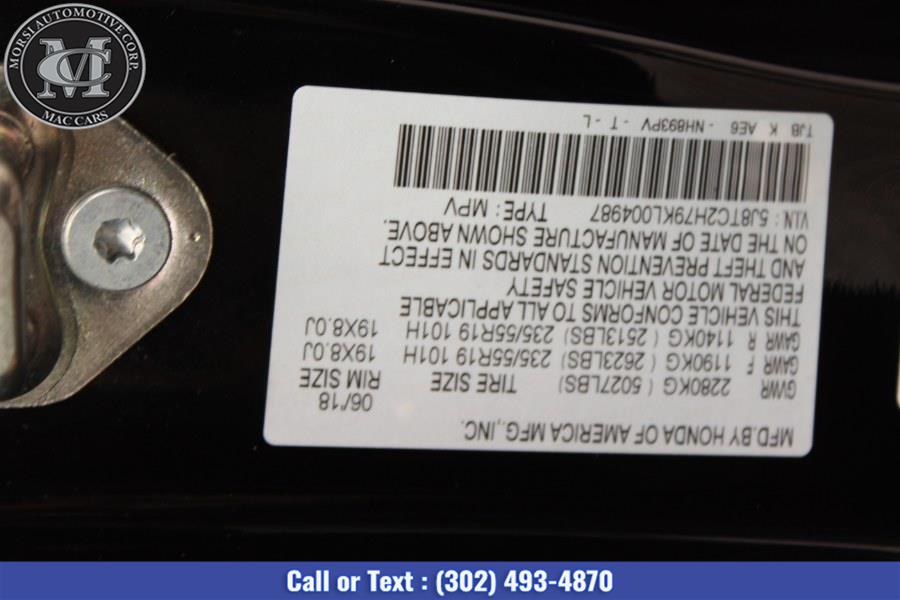 MORSI AUTOMOTIVE CORP.
MC
MAC CARS
MFD.BY HONDA OF AMERICA MFG.,INC.
06/'18
GVWR 2280KG ( 5027LBS) TIRE SIZE RIM SIZE
GAWR F 1190KG ( 2623LBS) 235/55R19 101H 19X8.0J
GAWR R 1140KG ( 2513LBS) 235/55R19 101H 19X8.0J
THIS VEHICLE CONFORMS TO ALL APPLICABLE
FEDERAL MOTOR VEHICLE SAFETY
AND THEFT PREVENTION STANDARDS IN EFFECT
ON THE DATE OF MANUFACTURE SHOWN ABOVE.
VIN : 5J8TC2H79KL004987 TYPE : MPV
TJB K AE6 - NH893PV - T - L
Call or Text : (302) 493-4870